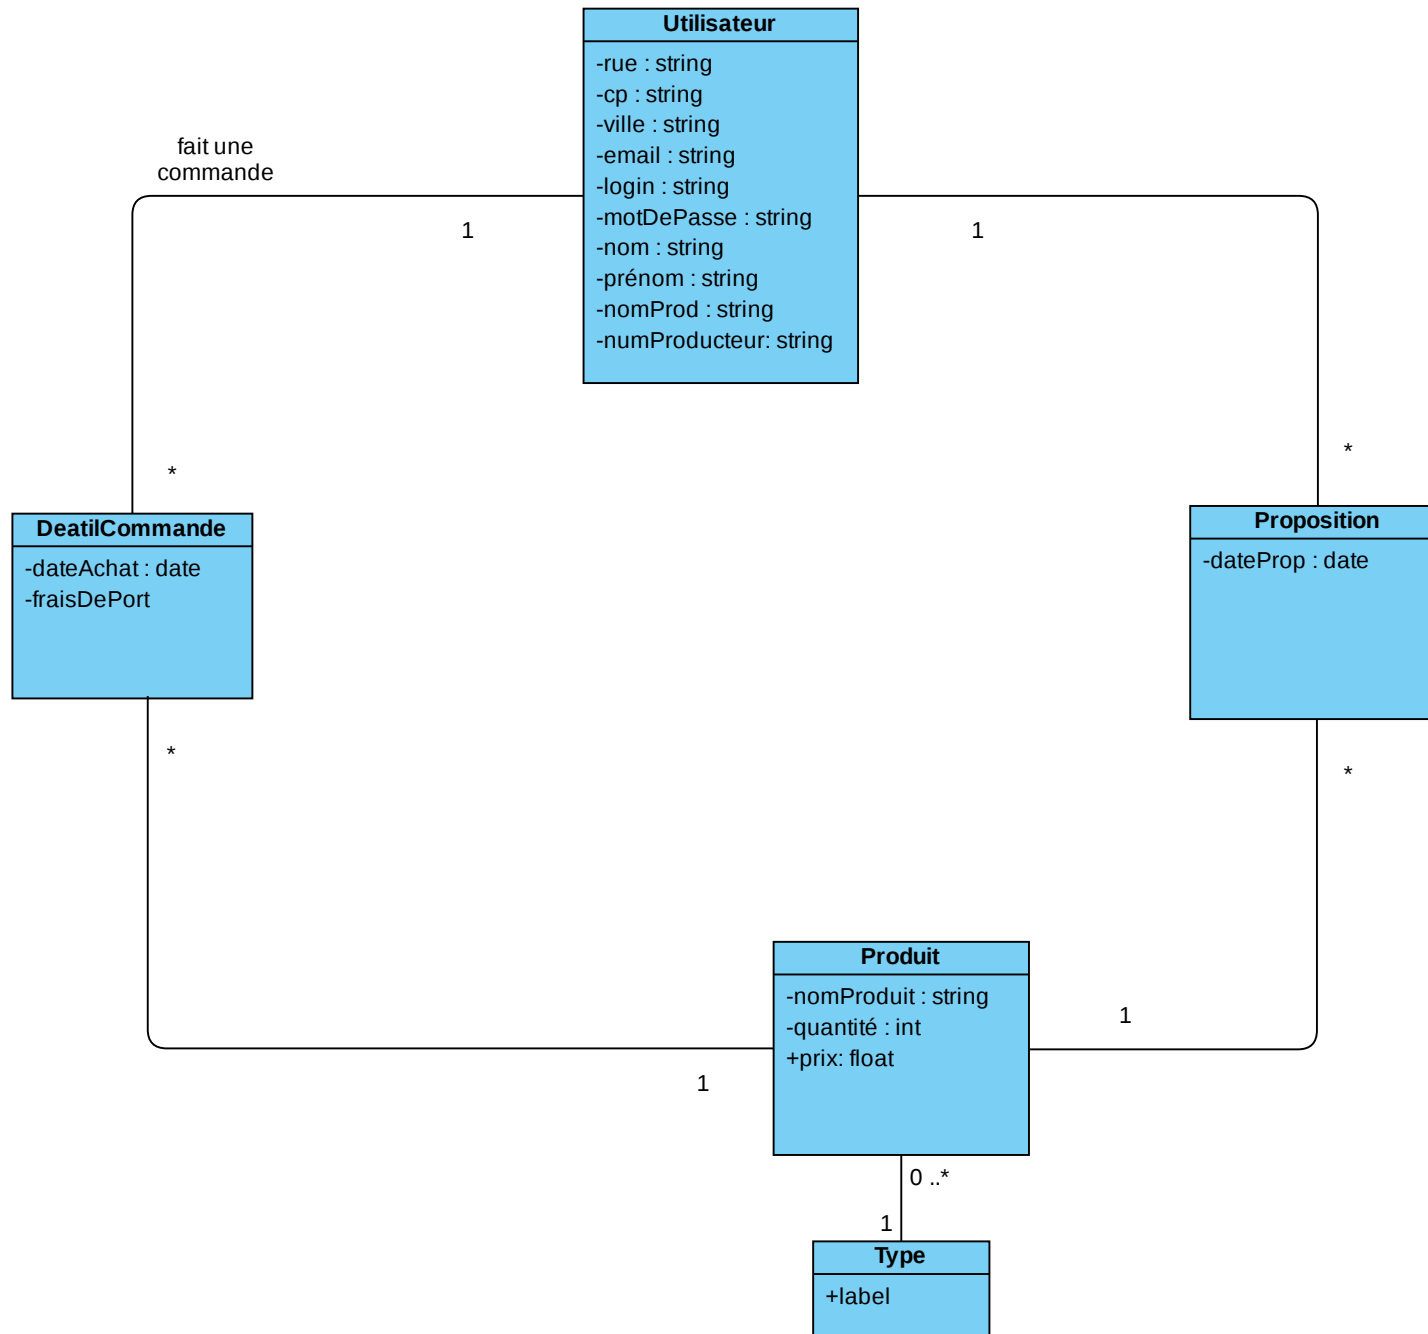 Utilisateur
-rue : string
-cp : string
-ville : string
-email : string
-login : string
-motDePasse : string
-nom : string
-prénom : string
-nomProd : string
-numProducteur: string
fait une
commande
1
1
*
*
DeatilCommande
-dateAchat : date
-fraisDePort
Proposition
-dateProp : date
*
*
Produit
-nomProduit : string
-quantité : int
+prix: float
1
1
0 ..*
1
Type
+label